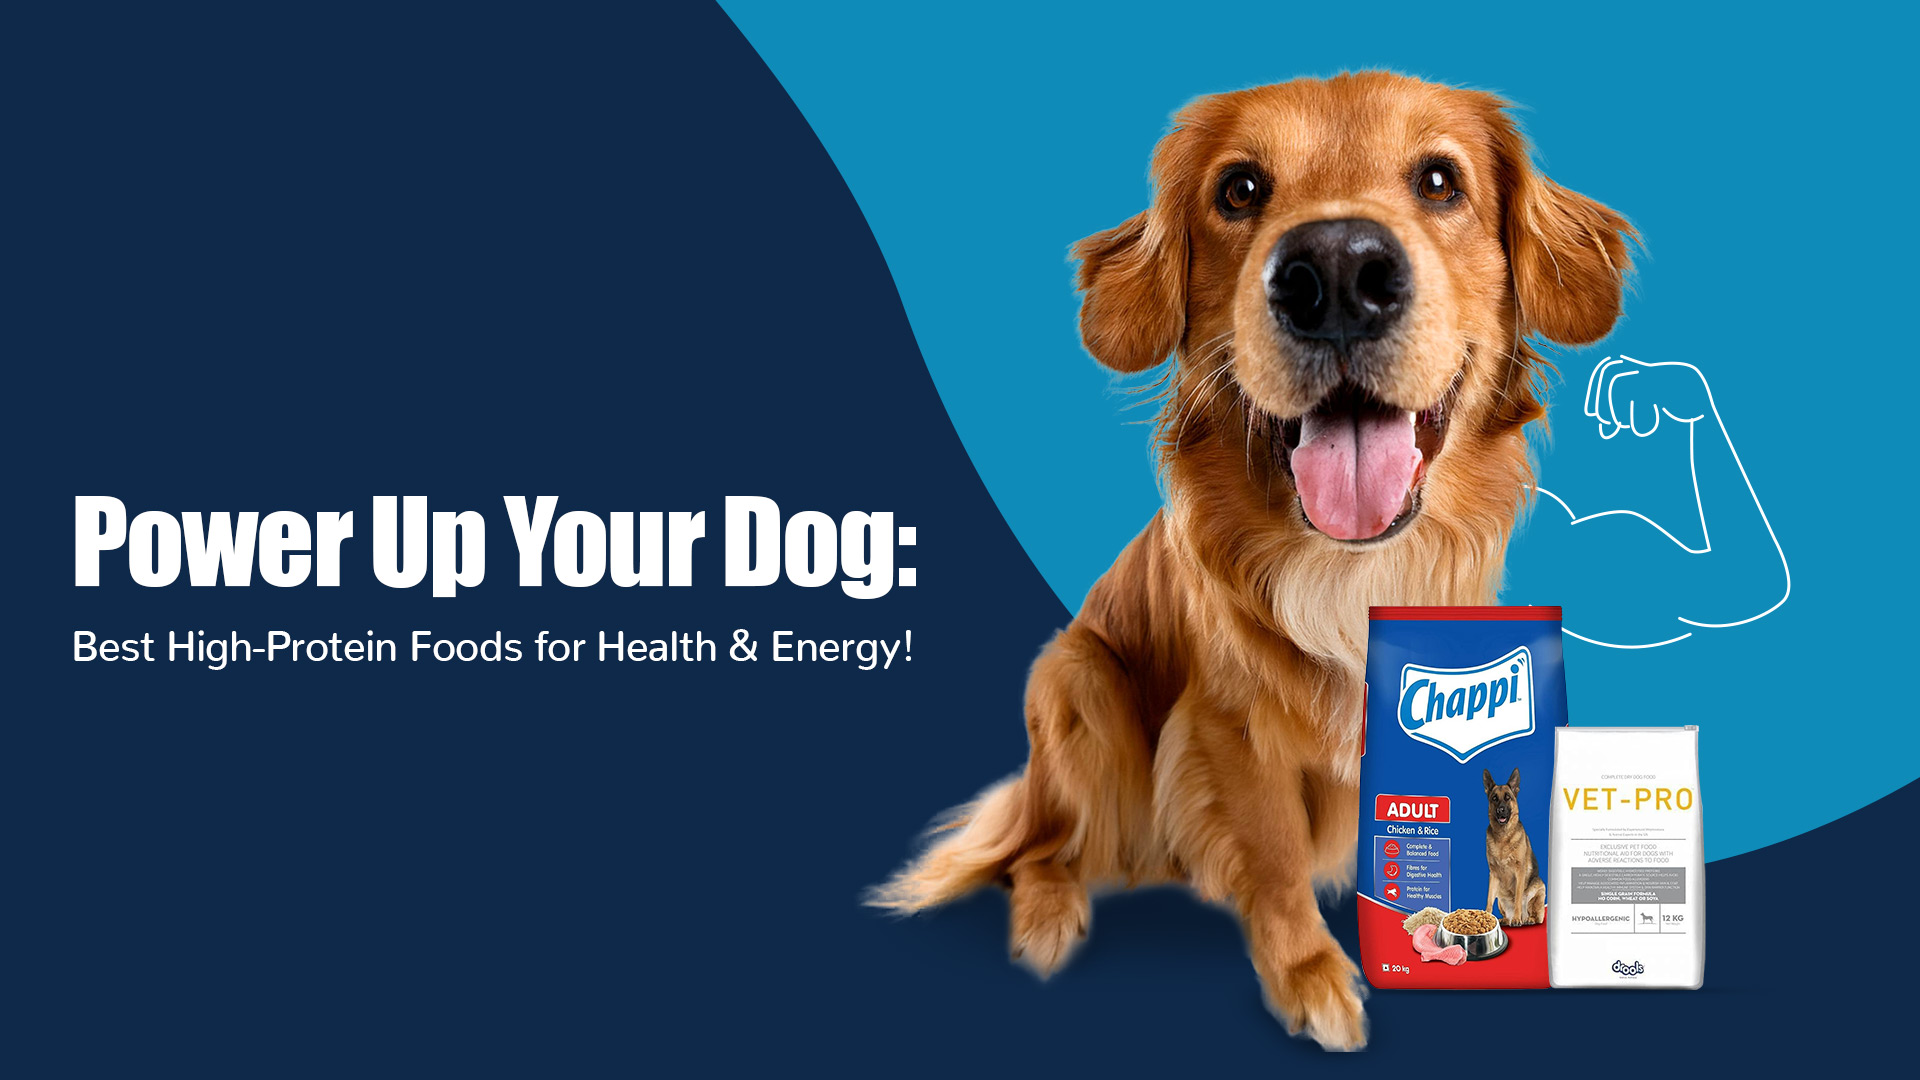 Power Up Your Dog:
Best High-Protein Foods for Health & Energy!
Chappi
ADULT
Chicken & Rice
Complete &
Balanced Food
Fibres for
Digestive Health
Protein for
Healthy Muscles
20 kg
COMPLETE DRY DOG FOOD
VET-PRO
EXCLUSIVE PET FOOD
NUTRITIONAL AID FOR DOGS WITH
ADVERSE REACTIONS TO FOOD
SINGLE GRAIN FORMULA
NO CORN, WHEAT OR SOYA
HYPOALLERGENIC
12 KG
drools